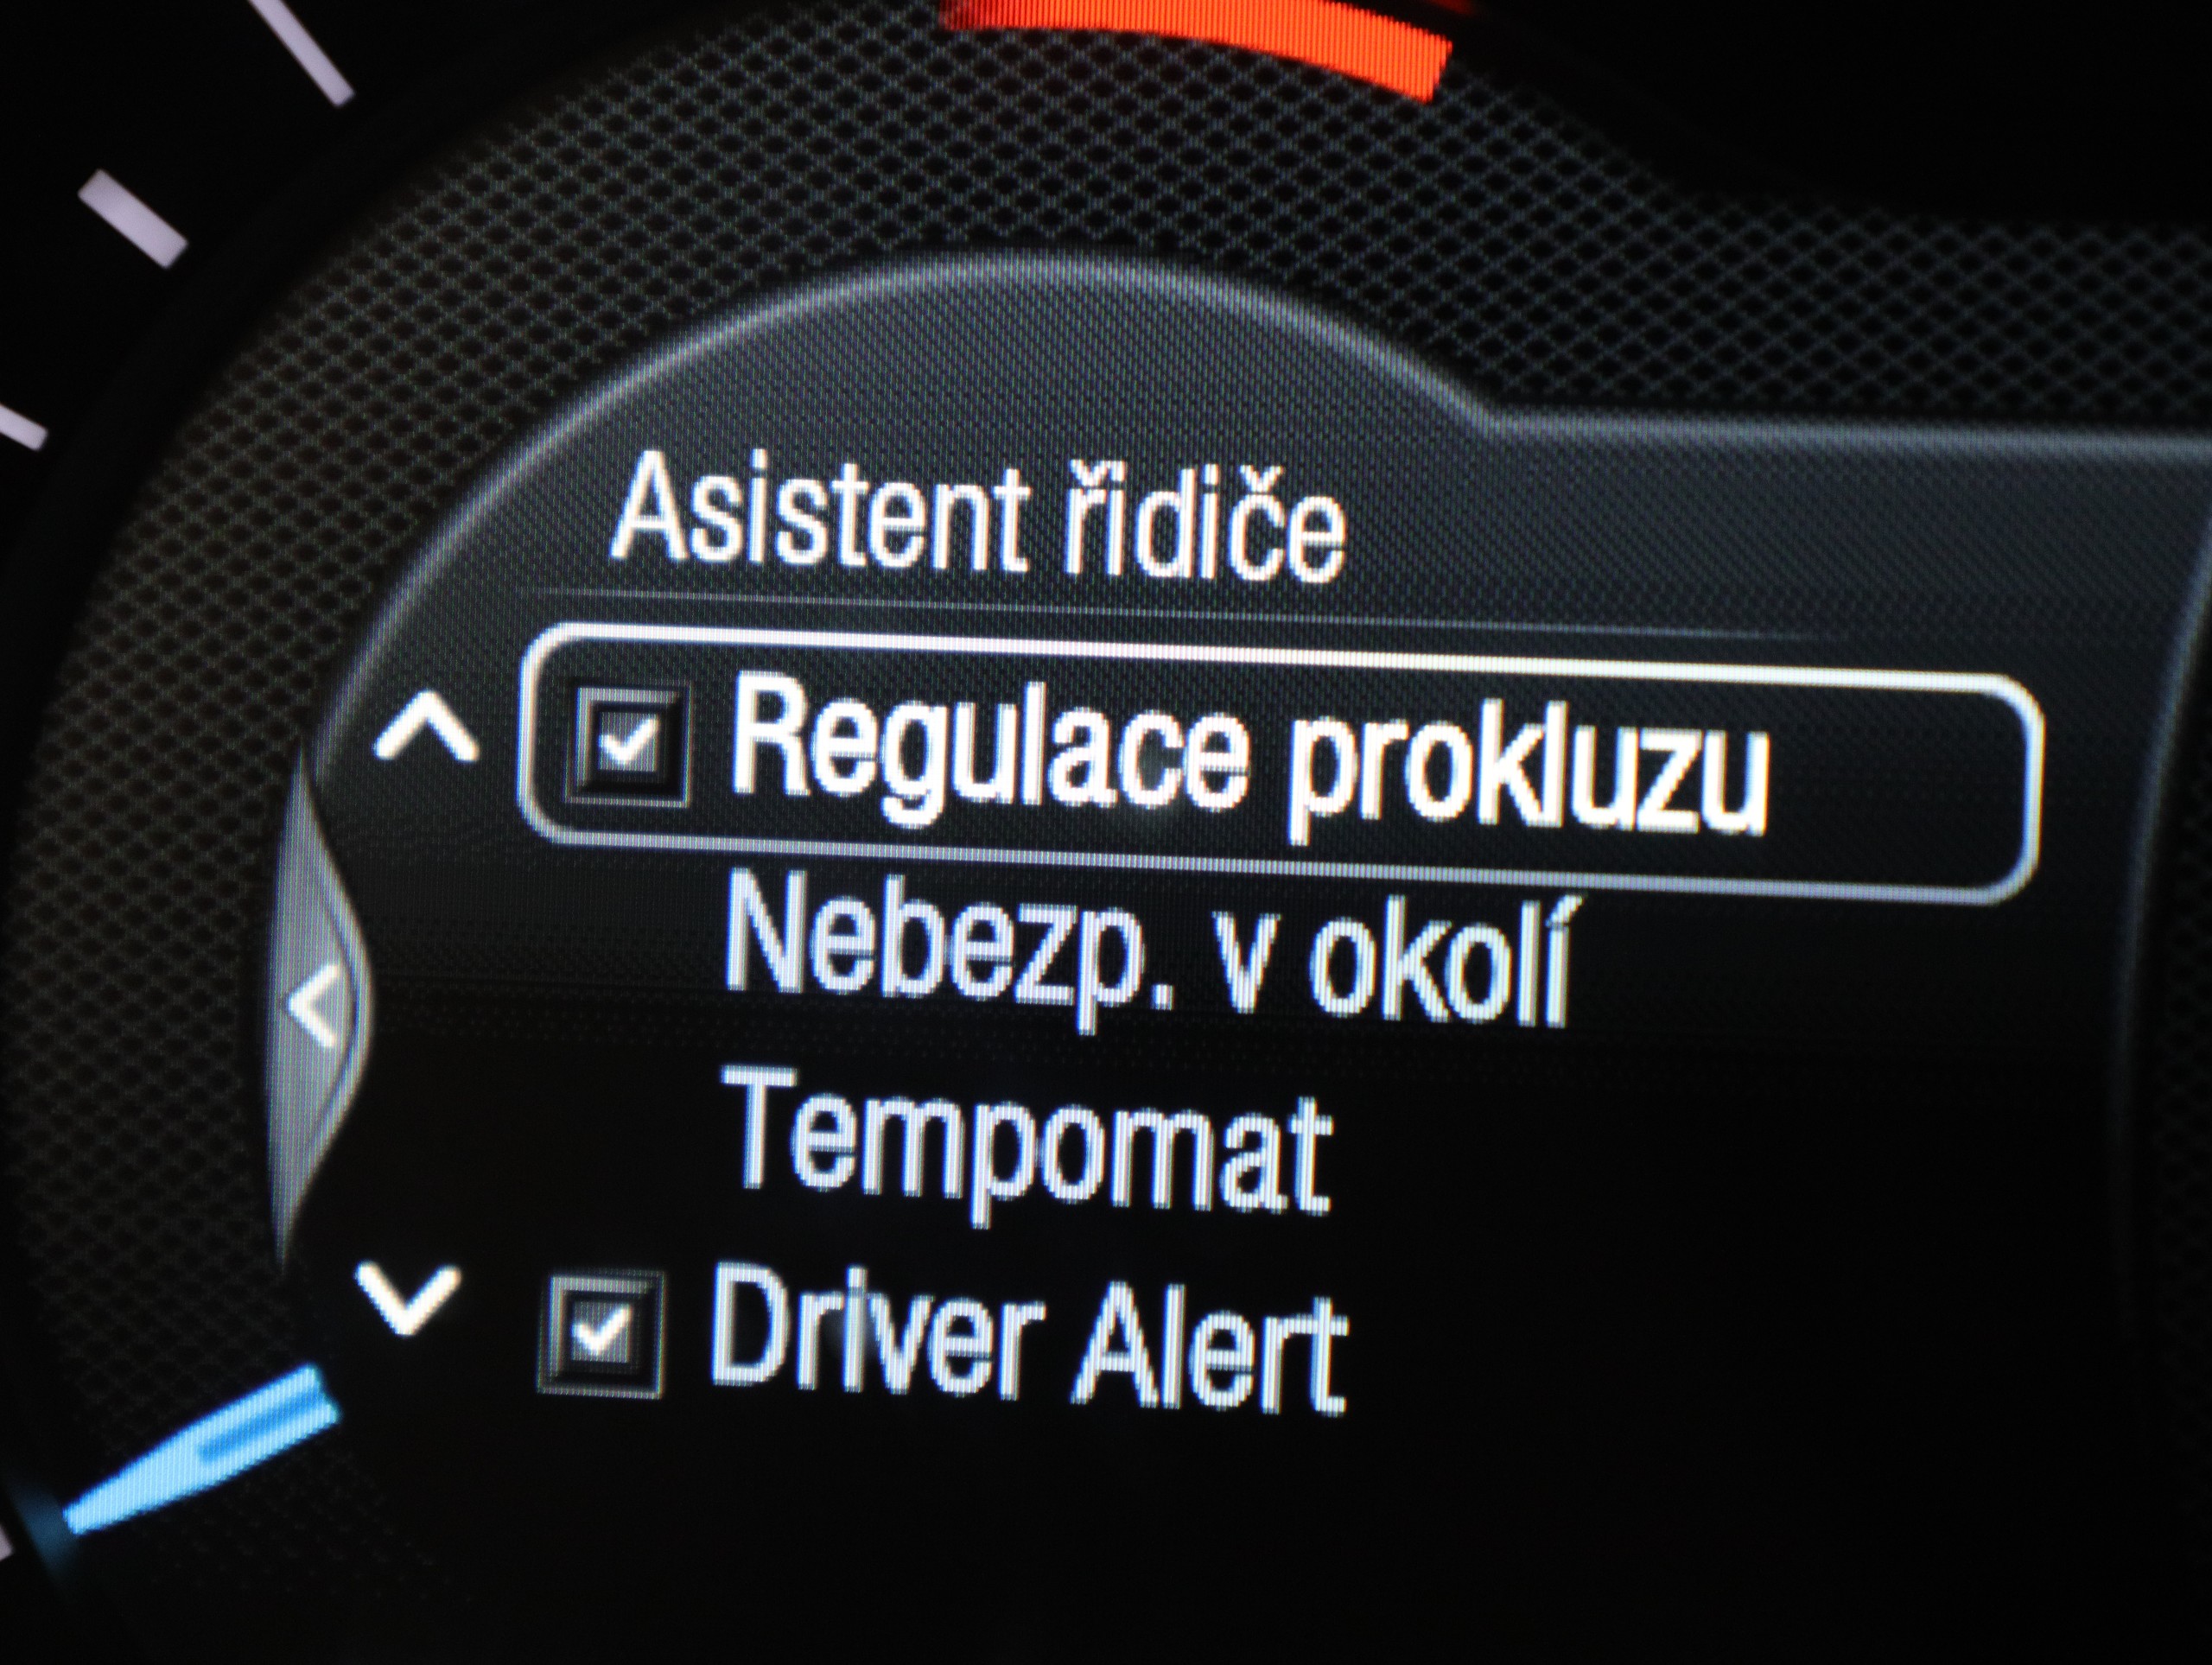 Asistent řidiče
Regulace prokluzu
Nebezp. v okolí
Tempomat
Driver Alert